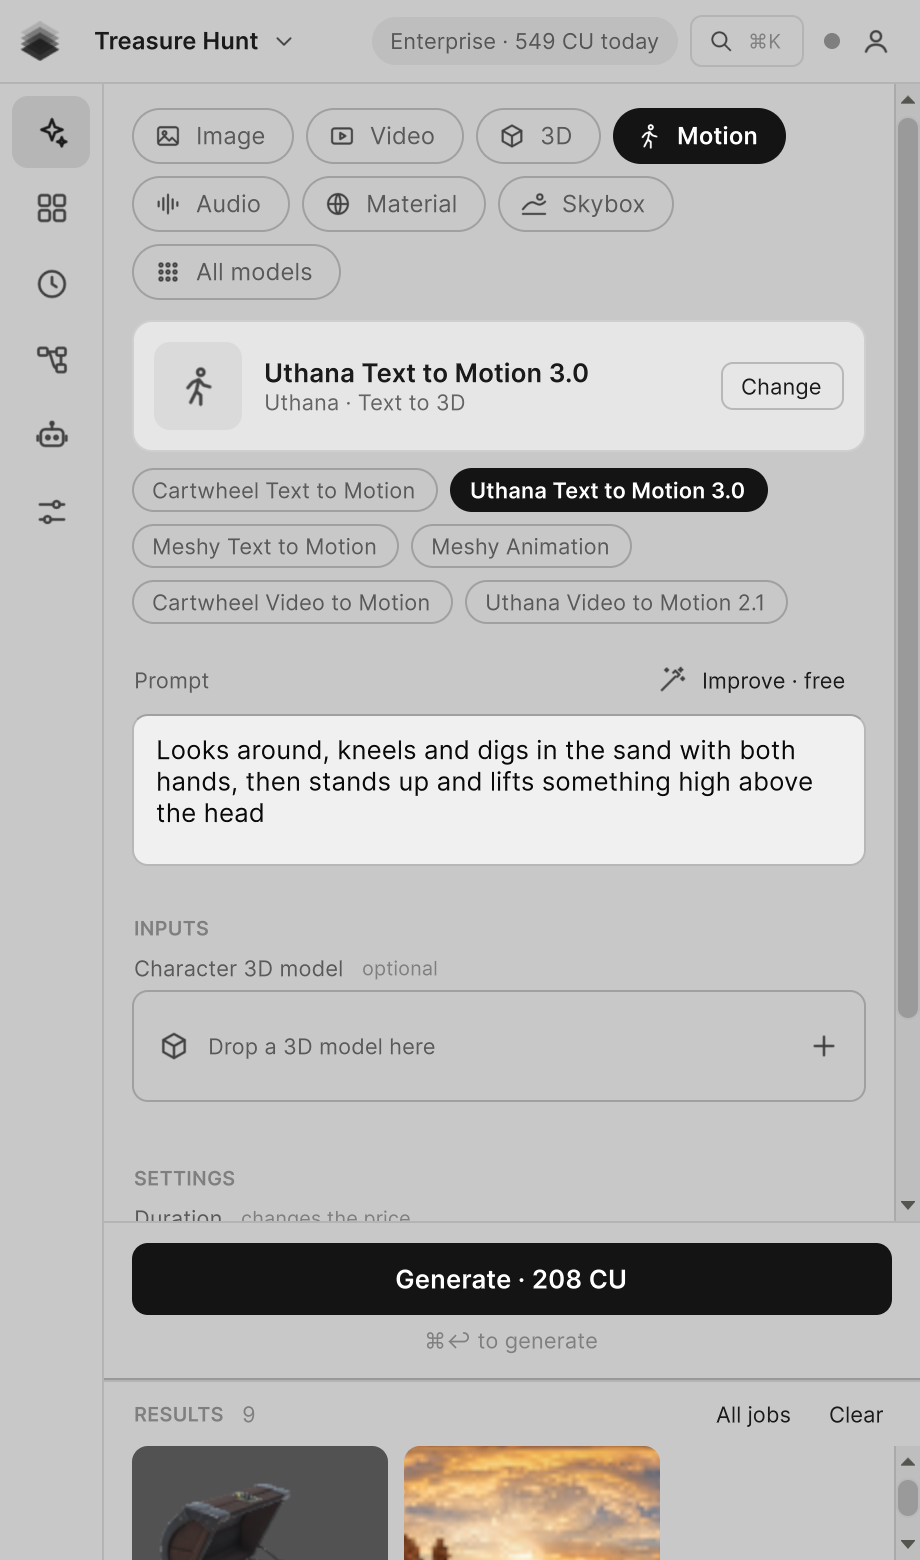 Treasure Hunt
Enterprise · 549 CU today
⌘K
Image
Video
3D
Motion
Audio
Material
Skybox
All models
Uthana Text to Motion 3.0
Uthana · Text to 3D
Change
Cartwheel Text to Motion
Uthana Text to Motion 3.0
Meshy Text to Motion
Meshy Animation
Cartwheel Video to Motion
Uthana Video to Motion 2.1
Prompt
Improve · free
Looks around, kneels and digs in the sand with both
hands, then stands up and lifts something high above
the head
INPUTS
Character 3D model optional
Drop a 3D model here
SETTINGS
Duration changes the price
Generate · 208 CU
⌘↩ to generate
RESULTS 9
All jobs
Clear